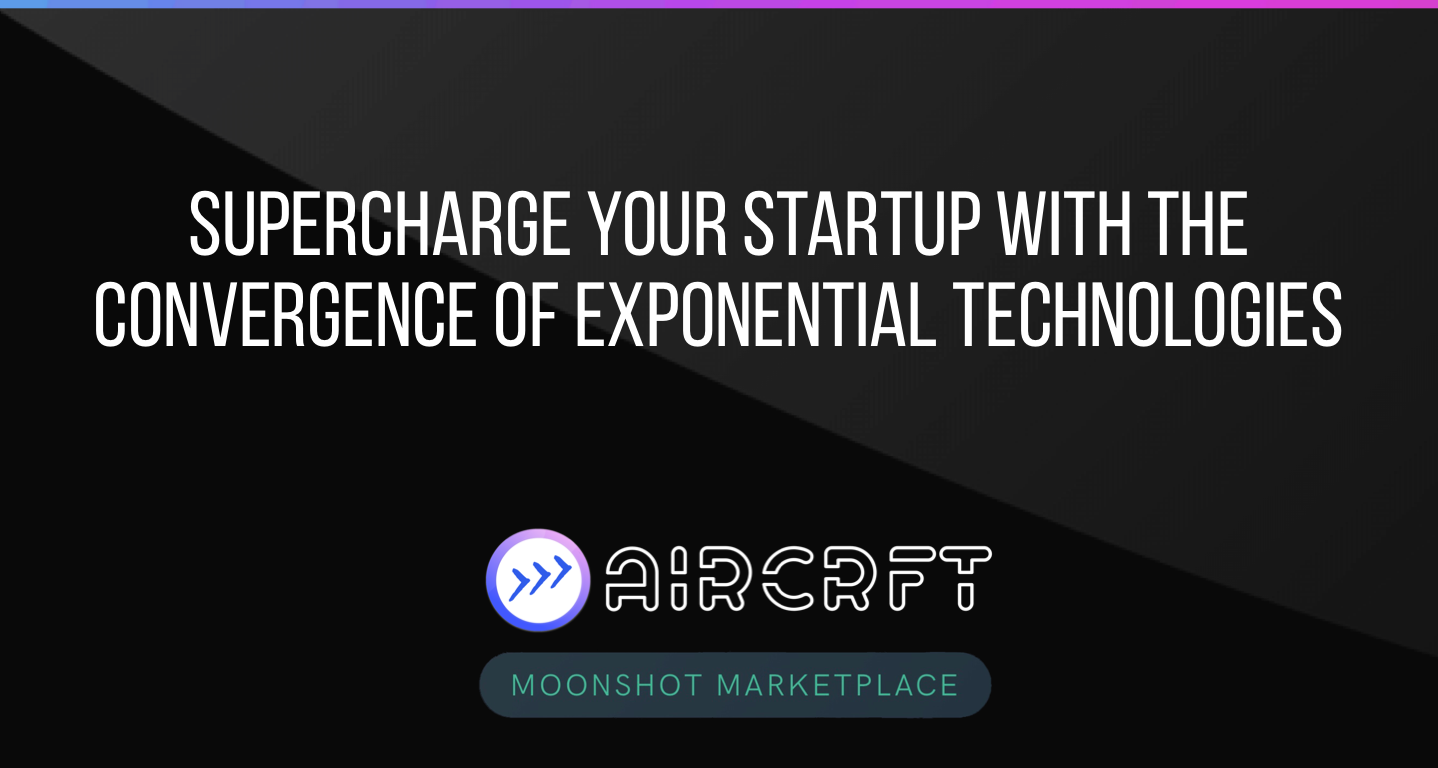 SUPERCHARGE YOUR STARTUP WITH THE
CONVERGENCE OF EXPONENTIAL TECHNOLOGIES
AIRCRFT
MOONSHOT MARKETPLACE